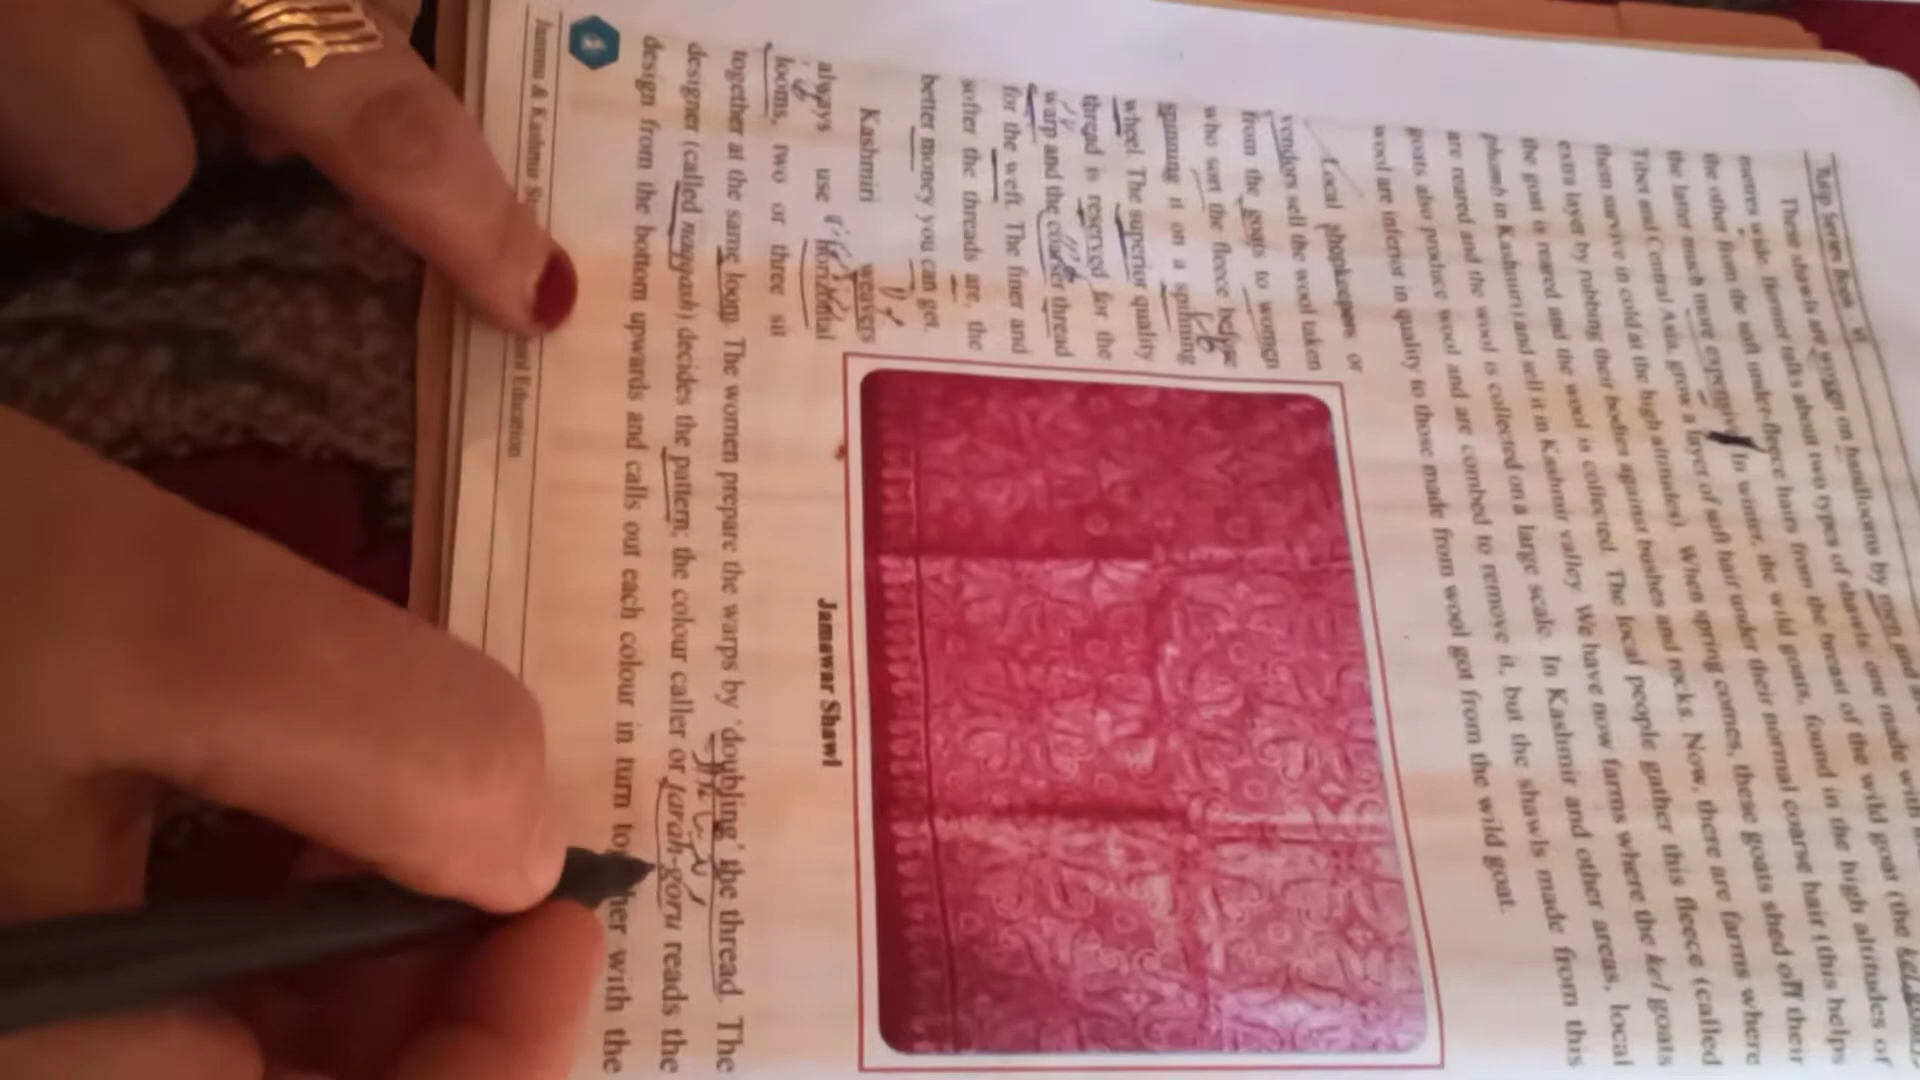 Tulip Series Book - VI
These shawls are woven on handlooms by men and are
metres wide. Bernier talks about two types of shawls: one made with
the other from the soft under-fleece hairs from the breast of the wild goat (the kel goats)
the latter much more expensive. In winter, the wild goats, found in the high altitudes of
Tibet and Central Asia, grow a layer of soft hair under their normal coarse hair (this helps
them survive in cold at the high altitudes). When spring comes, these goats shed off their
extra layer by rubbing their bodies against bushes and rocks. Now, there are farms where
the goat is reared and the wool is collected. The local people gather this fleece (called
phamb in Kashmiri) and sell it in Kashmir valley. We have now farms where the kel goats
are reared and the wool is collected on a large scale. In Kashmir and other areas, local
goats also produce wool and are combed to remove it, but the shawls made from this
wool are inferior in quality to those made from wool got from the wild goat.
Local phapkeepers or
vendors sell the wool taken
from the goats to women
who sort the fleece before
spinning it on a spinning
wheel. The superior quality
thread is reserved for the
warp and the coarser thread
for the weft. The finer and
softer the threads are, the
better money you can get.
Kashmiri weavers
always use horizontal
looms, two or three sit
together at the same loom. The women prepare the warps by 'doubling' the thread. The
designer (called naqqash) decides the pattern; the colour caller or tarah-goru reads the
design from the bottom upwards and calls out each colour in turn together with the
Jamawar Shawl
4
Jammu & Kashmir Education